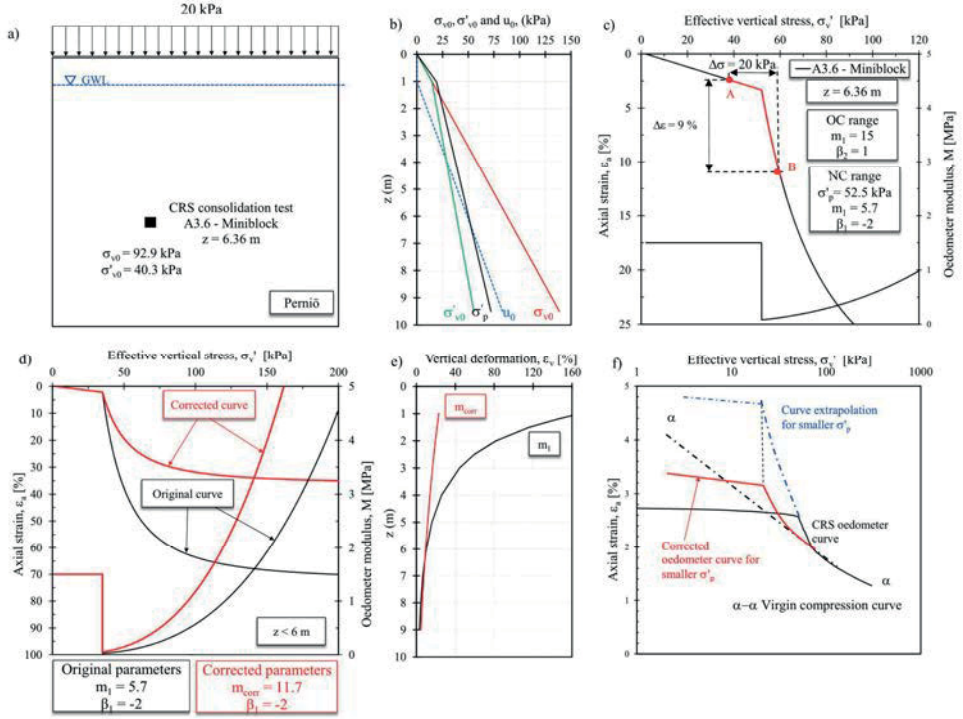 a)
20 kPa
GWL
CRS consolidation test
A3.6 - Miniblock
z = 6.36 m
σv0 = 92.9 kPa
σ'v0 = 40.3 kPa
Perniö
b)
σv0, σ'v0 and u0, (kPa)
0 25 50 75 100 125 150
z (m)
0
1
2
3
4
5
6
7
8
9
10
σ'v0
σ'p
u0
σv0
c)
Effective vertical stress, σv' [kPa]
0 20 40 60 80 100 120
Axial strain, εa [%]
0
5
10
15
20
25
Oedometer modulus, M [MPa]
5
4
3
2
1
0
Δσ = 20 kPa
A
Δε = 9 %
B
A3.6 - Miniblock
z = 6.36 m
OC range
m1 = 15
β2 = 1
NC range
σ'p= 52.5 kPa
m1 = 5.7
β1 = -2
d)
Effective vertical stress, σv' [kPa]
0 50 100 150 200
Axial strain, εa [%]
0
10
20
30
40
50
60
70
80
90
100
Oedometer modulus, M [MPa]
5
4
3
2
1
0
Corrected curve
Original curve
z < 6 m
Original parameters
m1 = 5.7
β1 = -2
Corrected parameters
mcorr = 11.7
β1 = -2
e)
Vertical deformation, εv [%]
0 40 80 120 160
z (m)
0
1
2
3
4
5
6
7
8
9
mcorr
m1
f)
Effective vertical stress, σv' [kPa]
1 10 100 1000
Axial strain, εa [%]
5
4
3
2
1
0
α
Curve extrapolation
for smaller σ'p
CRS oedometer
curve
Corrected
oedometer curve for
smaller σ'p
α
α–α Virgin compression curve